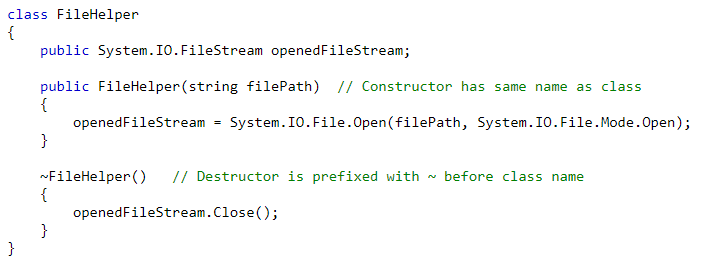 class FileHelper
{
    public System.IO.FileStream openedFileStream;

    public FileHelper(string filePath)  // Constructor has same name as class
    {
        openedFileStream = System.IO.File.Open(filePath, System.IO.File.Mode.Open);
    }

    ~FileHelper()   // Destructor is prefixed with ~ before class name
    {
        openedFileStream.Close();
    }
}